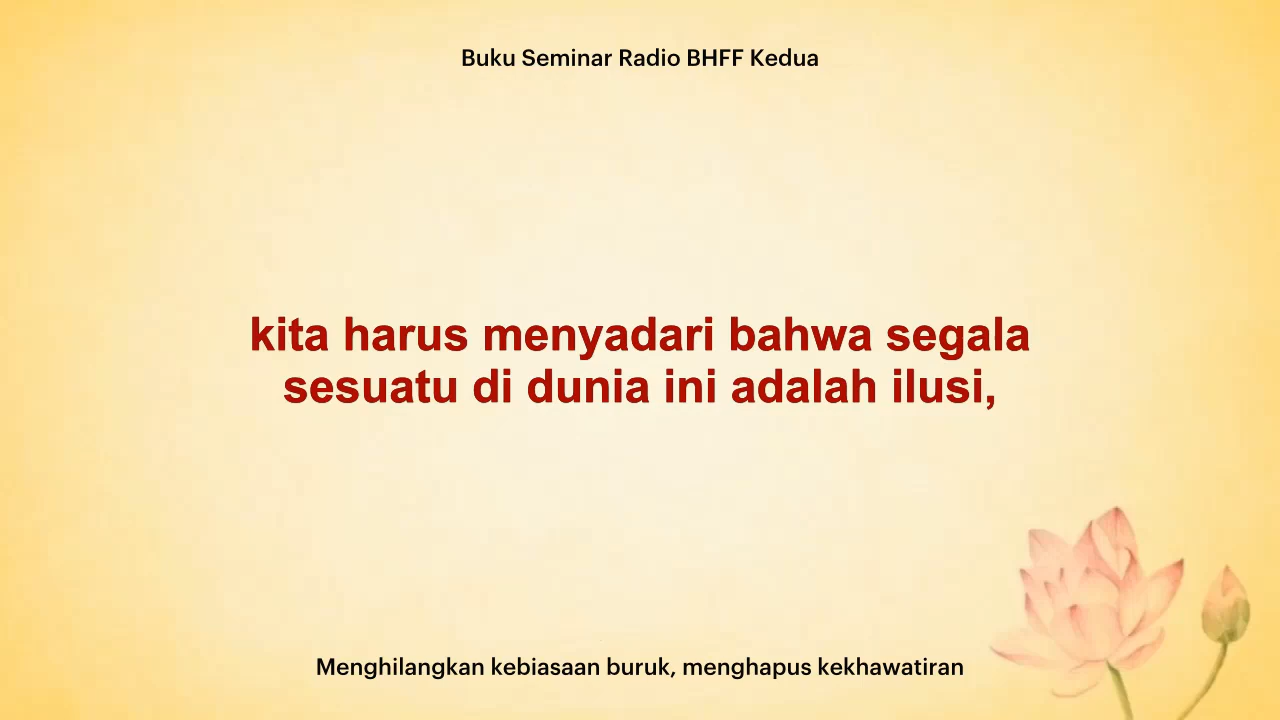 Buku Seminar Radio BHFF Kedua
kita harus menyadari bahwa segala
sesuatu di dunia ini adalah ilusi,
Menghilangkan kebiasaan buruk, menghapus kekhawatiran